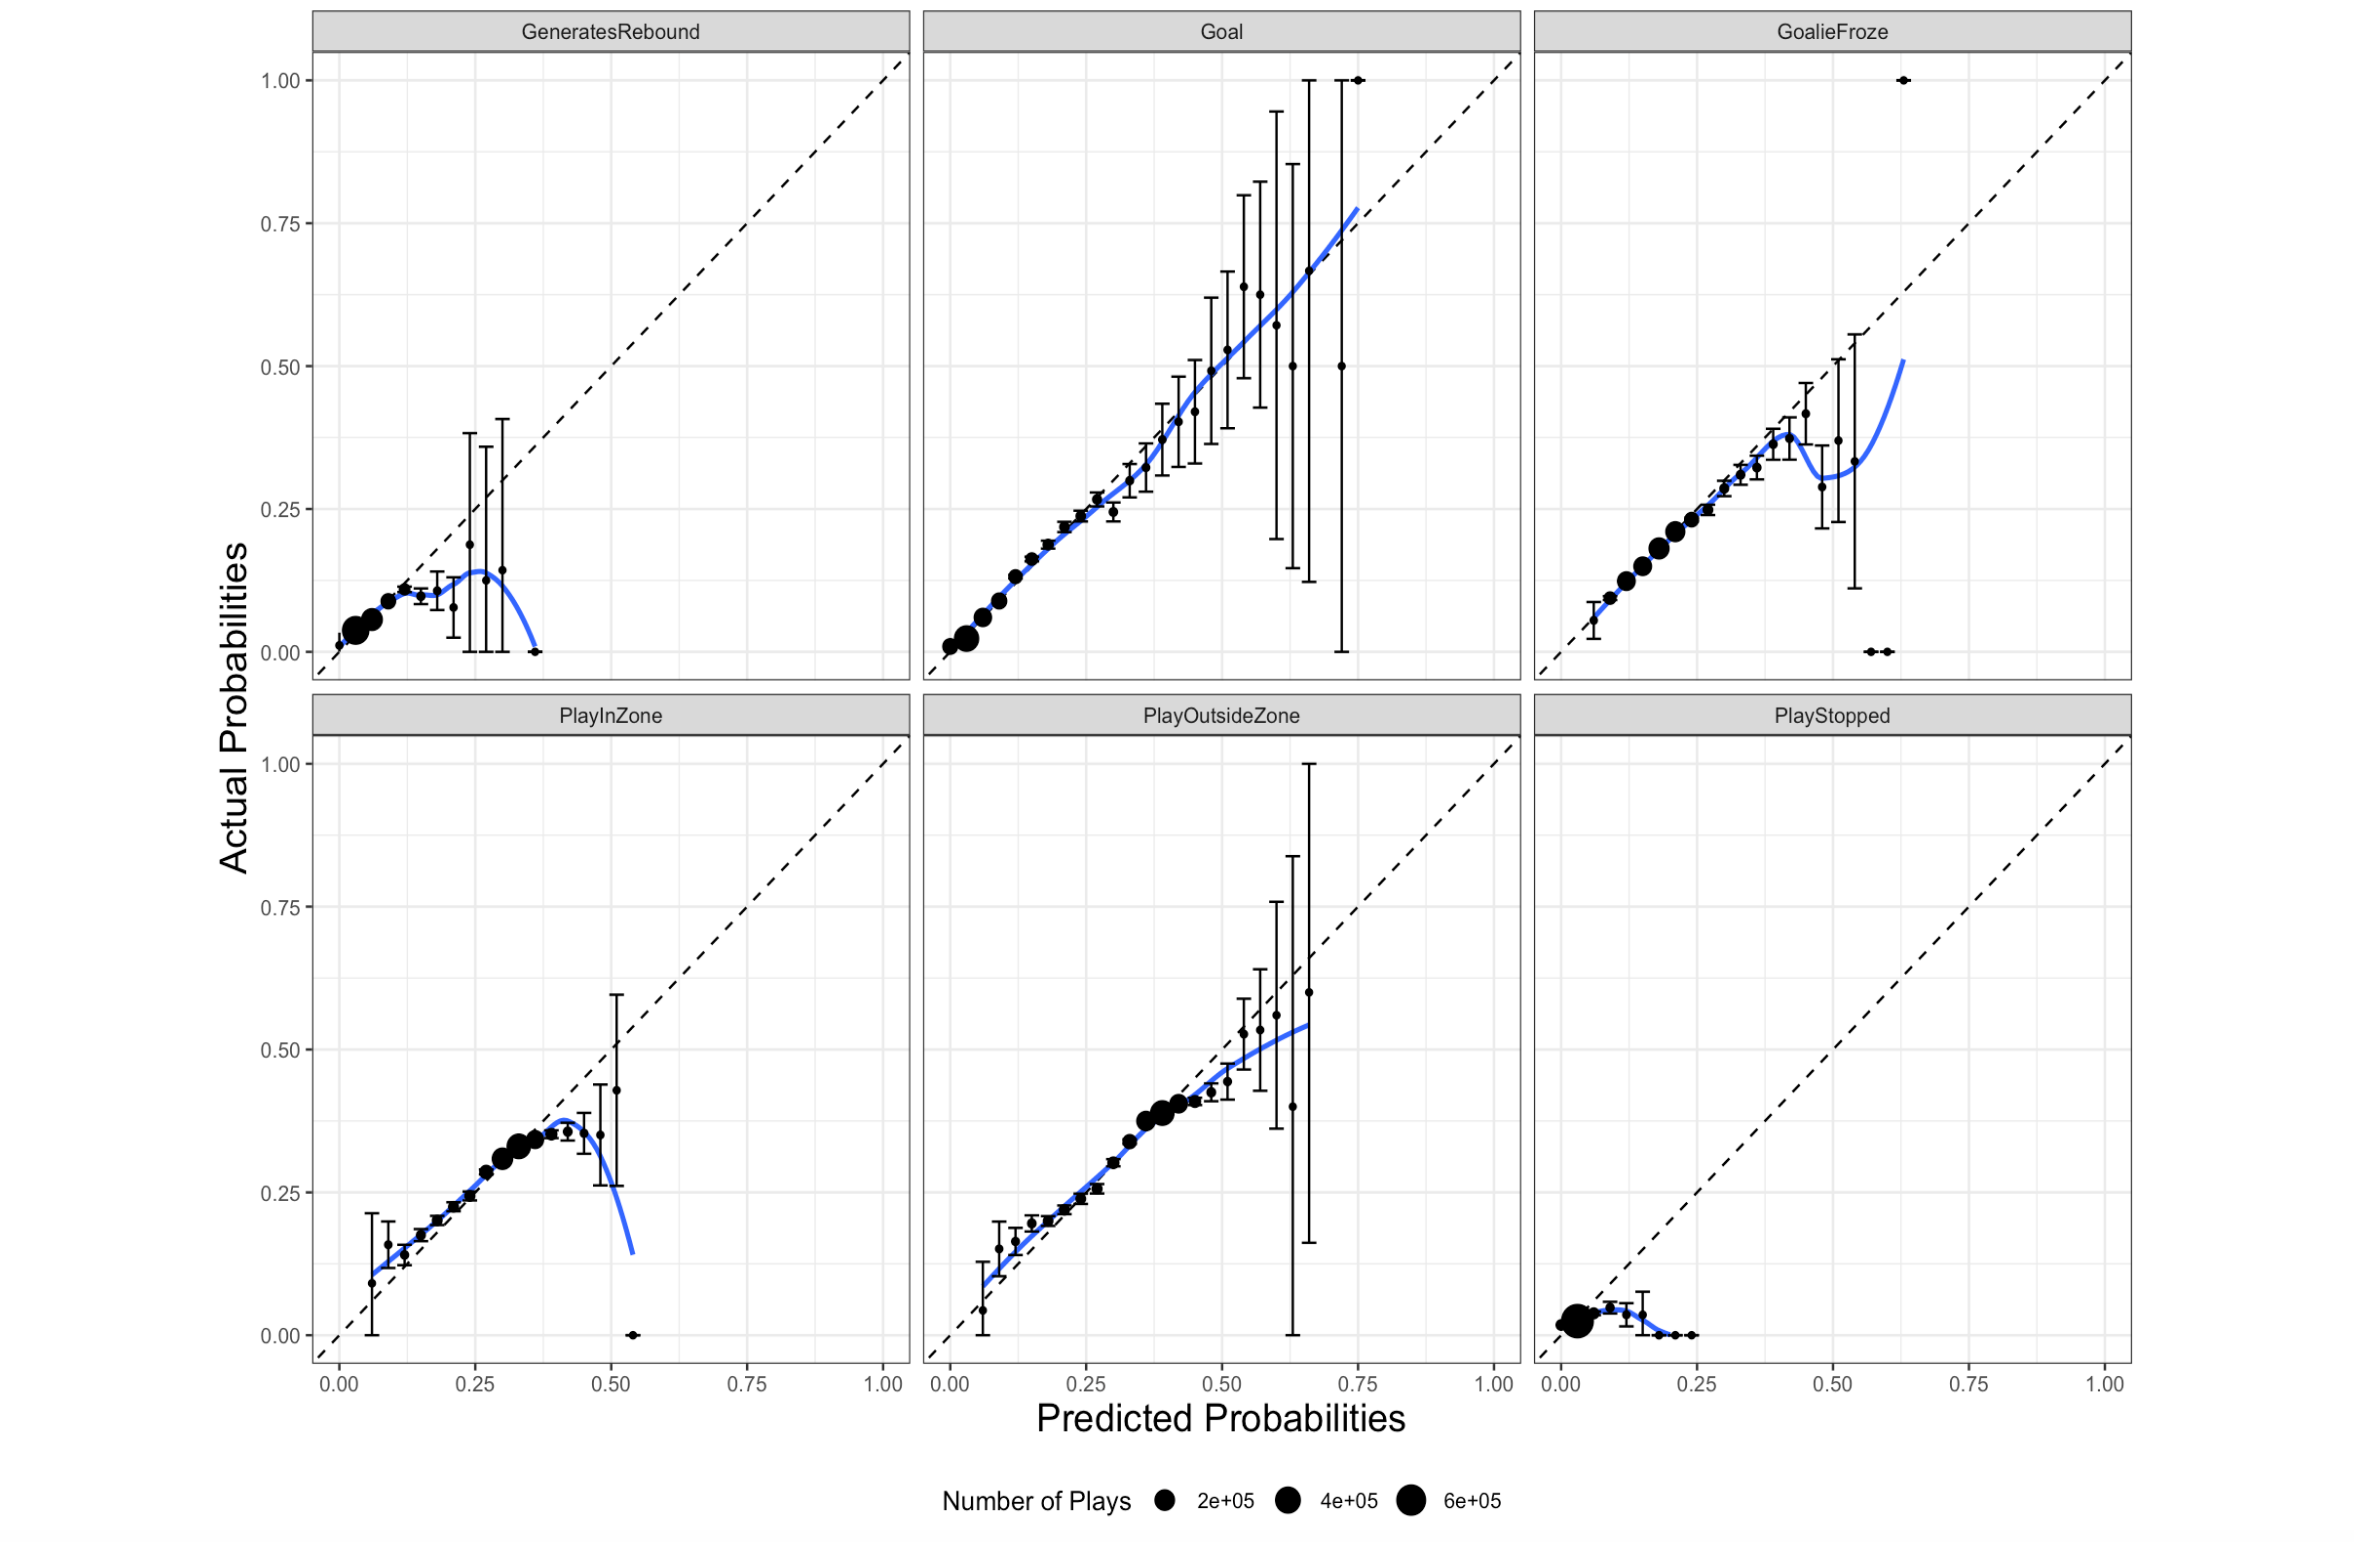 GeneratesRebound
Goal
GoalieFroze
1.00
0.75
0.50
0.25
0.00
Actual Probabilities
PlayInZone
PlayOutsideZone
PlayStopped
1.00
0.75
0.50
0.25
0.00
0.00 0.25 0.50 0.75 1.00
0.00 0.25 0.50 0.75 1.00
0.00 0.25 0.50 0.75 1.00
Predicted Probabilities
Number of Plays 2e+05 4e+05 6e+05